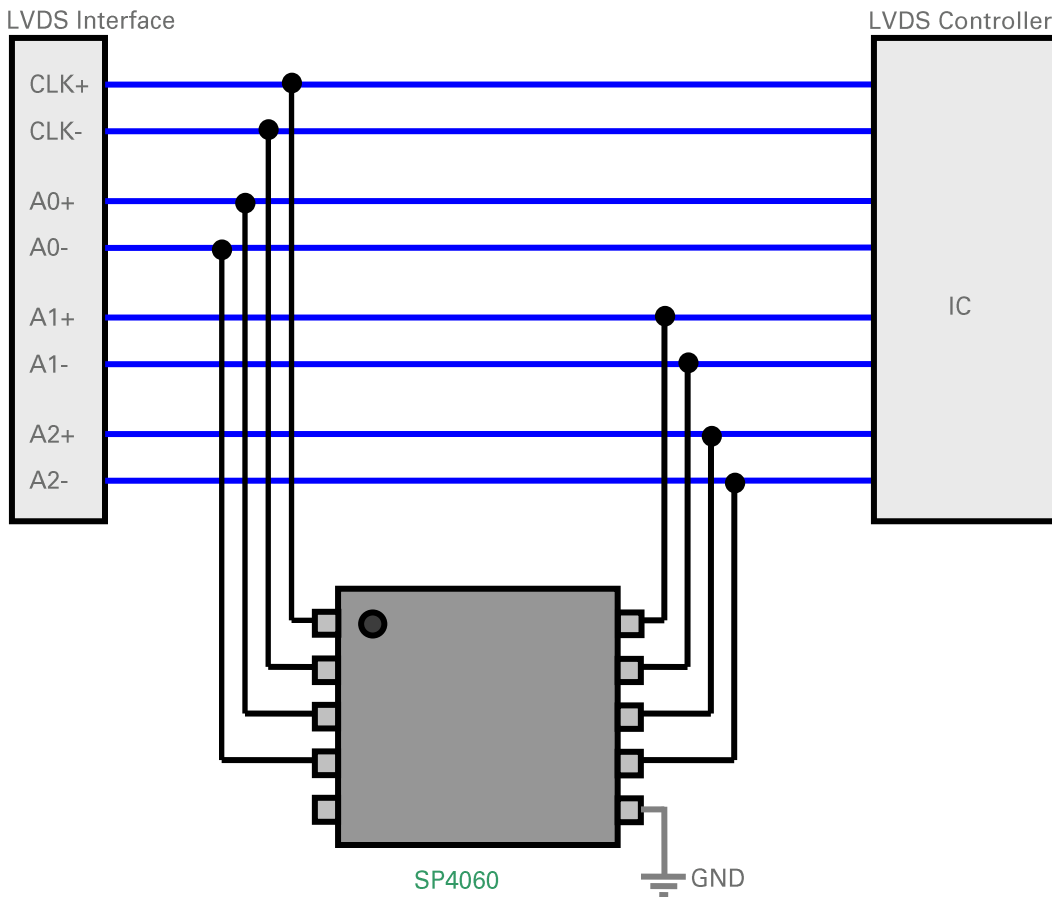 LVDS Interface
LVDS Controller
CLK+
CLK-
A0+
A0-
A1+
A1-
A2+
A2-
IC
SP4060
GND